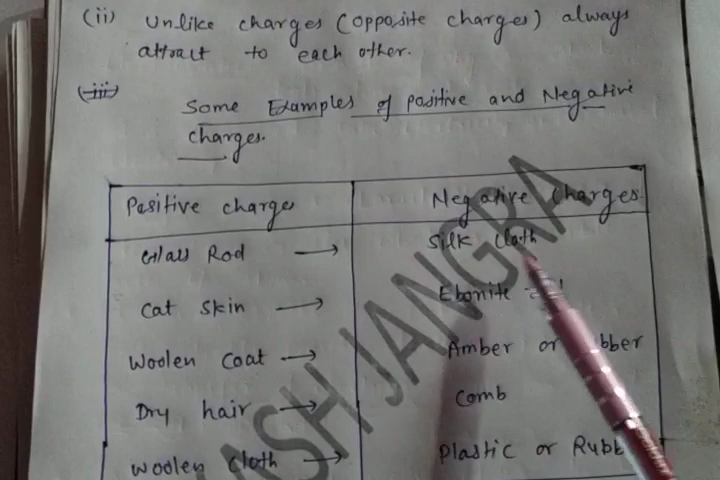 (ii) Unlike charges (opposite charges) always
attract to each other.
(iii)
Some Examples of positive and Negative
charges.
Positive charge Negative Charges
Glass Rod → Silk Cloth
Cat Skin → Ebonite
Woolen Coat → Amber or
Dry hair → Comb
Woolen Cloth → Plastic or
JANGRA